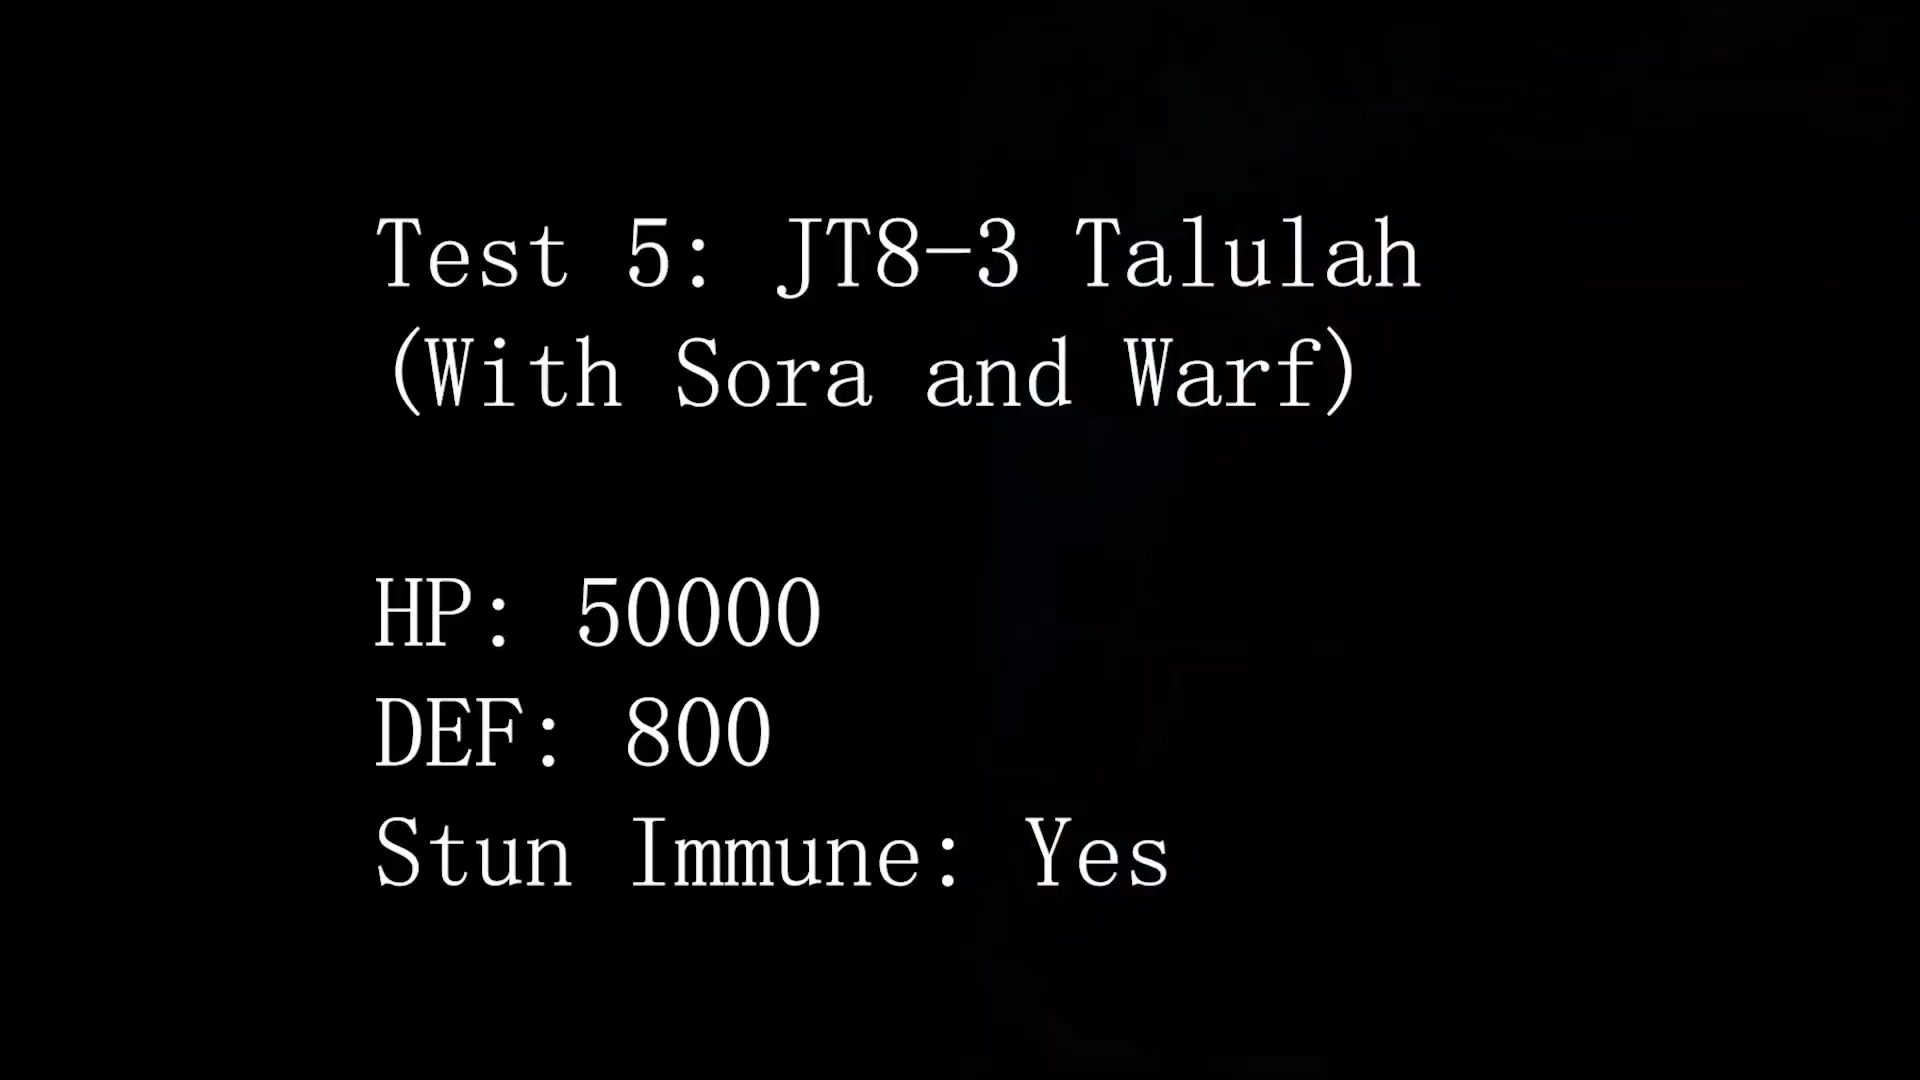 Test 5: JT8-3 Talulah
(With Sora and Warf)
HP: 50000
DEF: 800
Stun Immune: Yes